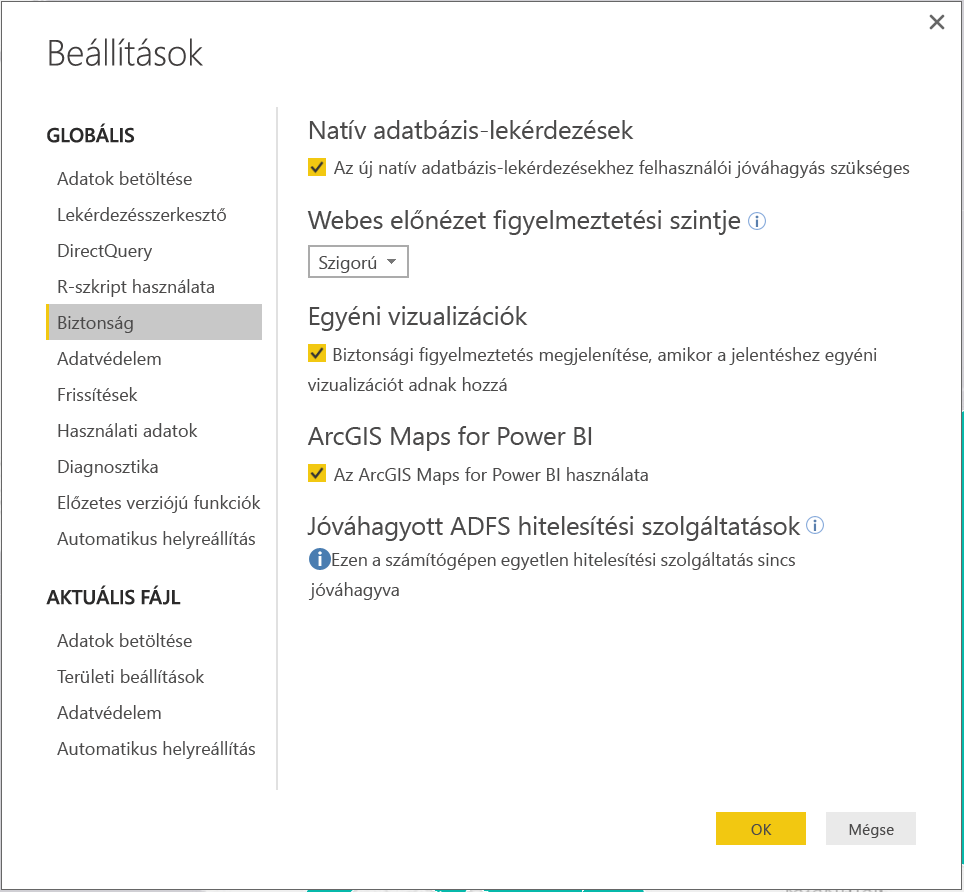 Beállítások
GLOBÁLIS
Adatok betöltése
Lekérdezésszerkesztő
DirectQuery
R-szkript használata
Biztonság
Adatvédelem
Frissítések
Használati adatok
Diagnosztika
Előzetes verziójú funkciók
Automatikus helyreállítás
AKTUÁLIS FÁJL
Adatok betöltése
Területi beállítások
Adatvédelem
Automatikus helyreállítás
Natív adatbázis-lekérdezések
Az új natív adatbázis-lekérdezésekhez felhasználói jóváhagyás szükséges
Webes előnézet figyelmeztetési szintje
Szigorú
Egyéni vizualizációk
Biztonsági figyelmeztetés megjelenítése, amikor a jelentéshez egyéni
vizualizációt adnak hozzá
ArcGIS Maps for Power BI
Az ArcGIS Maps for Power BI használata
Jóváhagyott ADFS hitelesítési szolgáltatások
Ezen a számítógépen egyetlen hitelesítési szolgáltatás sincs
jóváhagyva
OK
Mégse